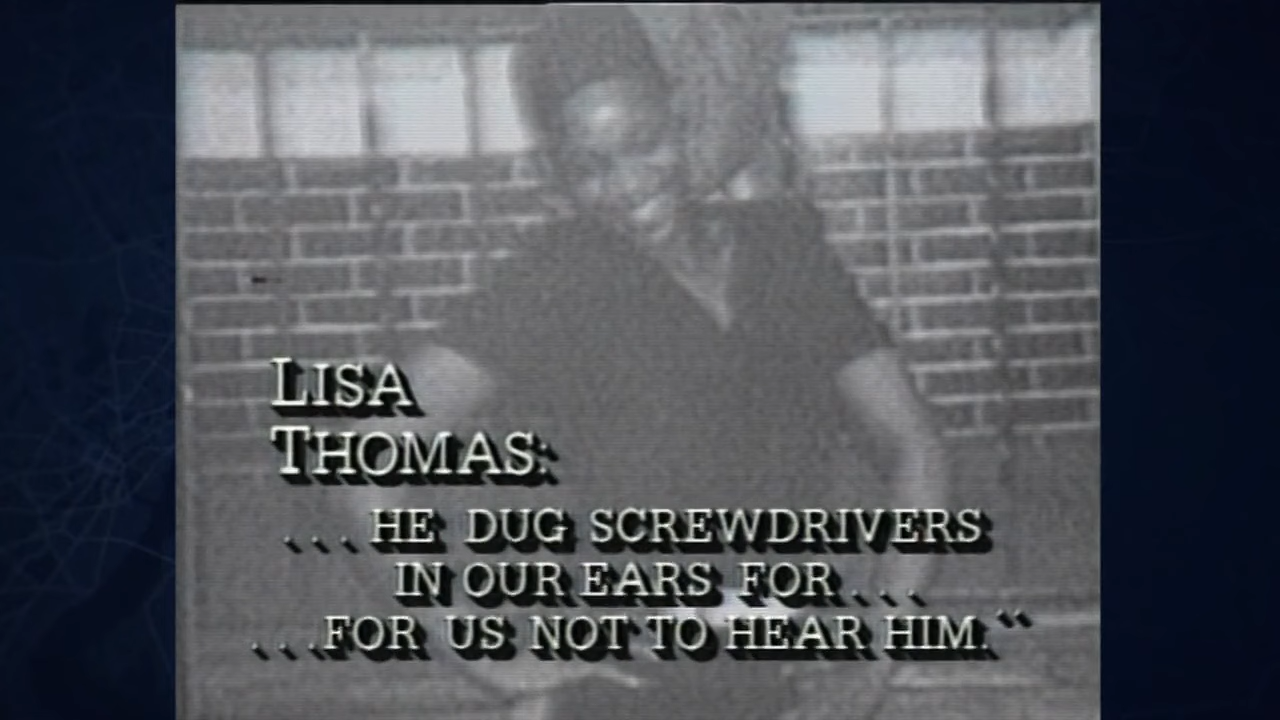 LISA
THOMAS:
...HE DUG SCREWDRIVERS
IN OUR EARS FOR...
...FOR US NOT TO HEAR HIM."